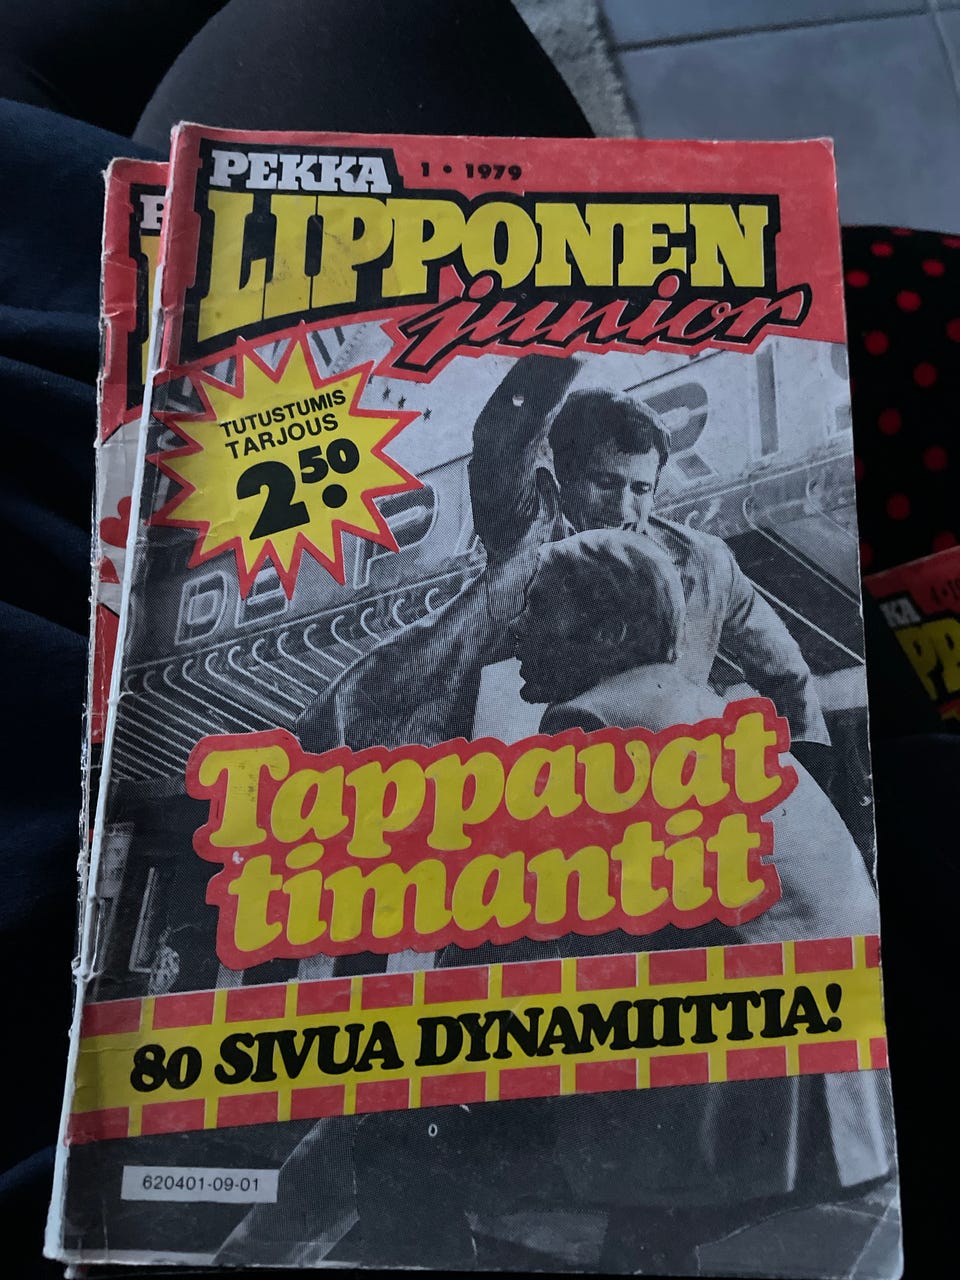 PEKKA
1 • 1979
LIPPONEN
junior
TUTUSTUMIS
TARJOUS
2.50
Tappavat
timantit
80 SIVUA DYNAMIITTIA!
620401-09-01